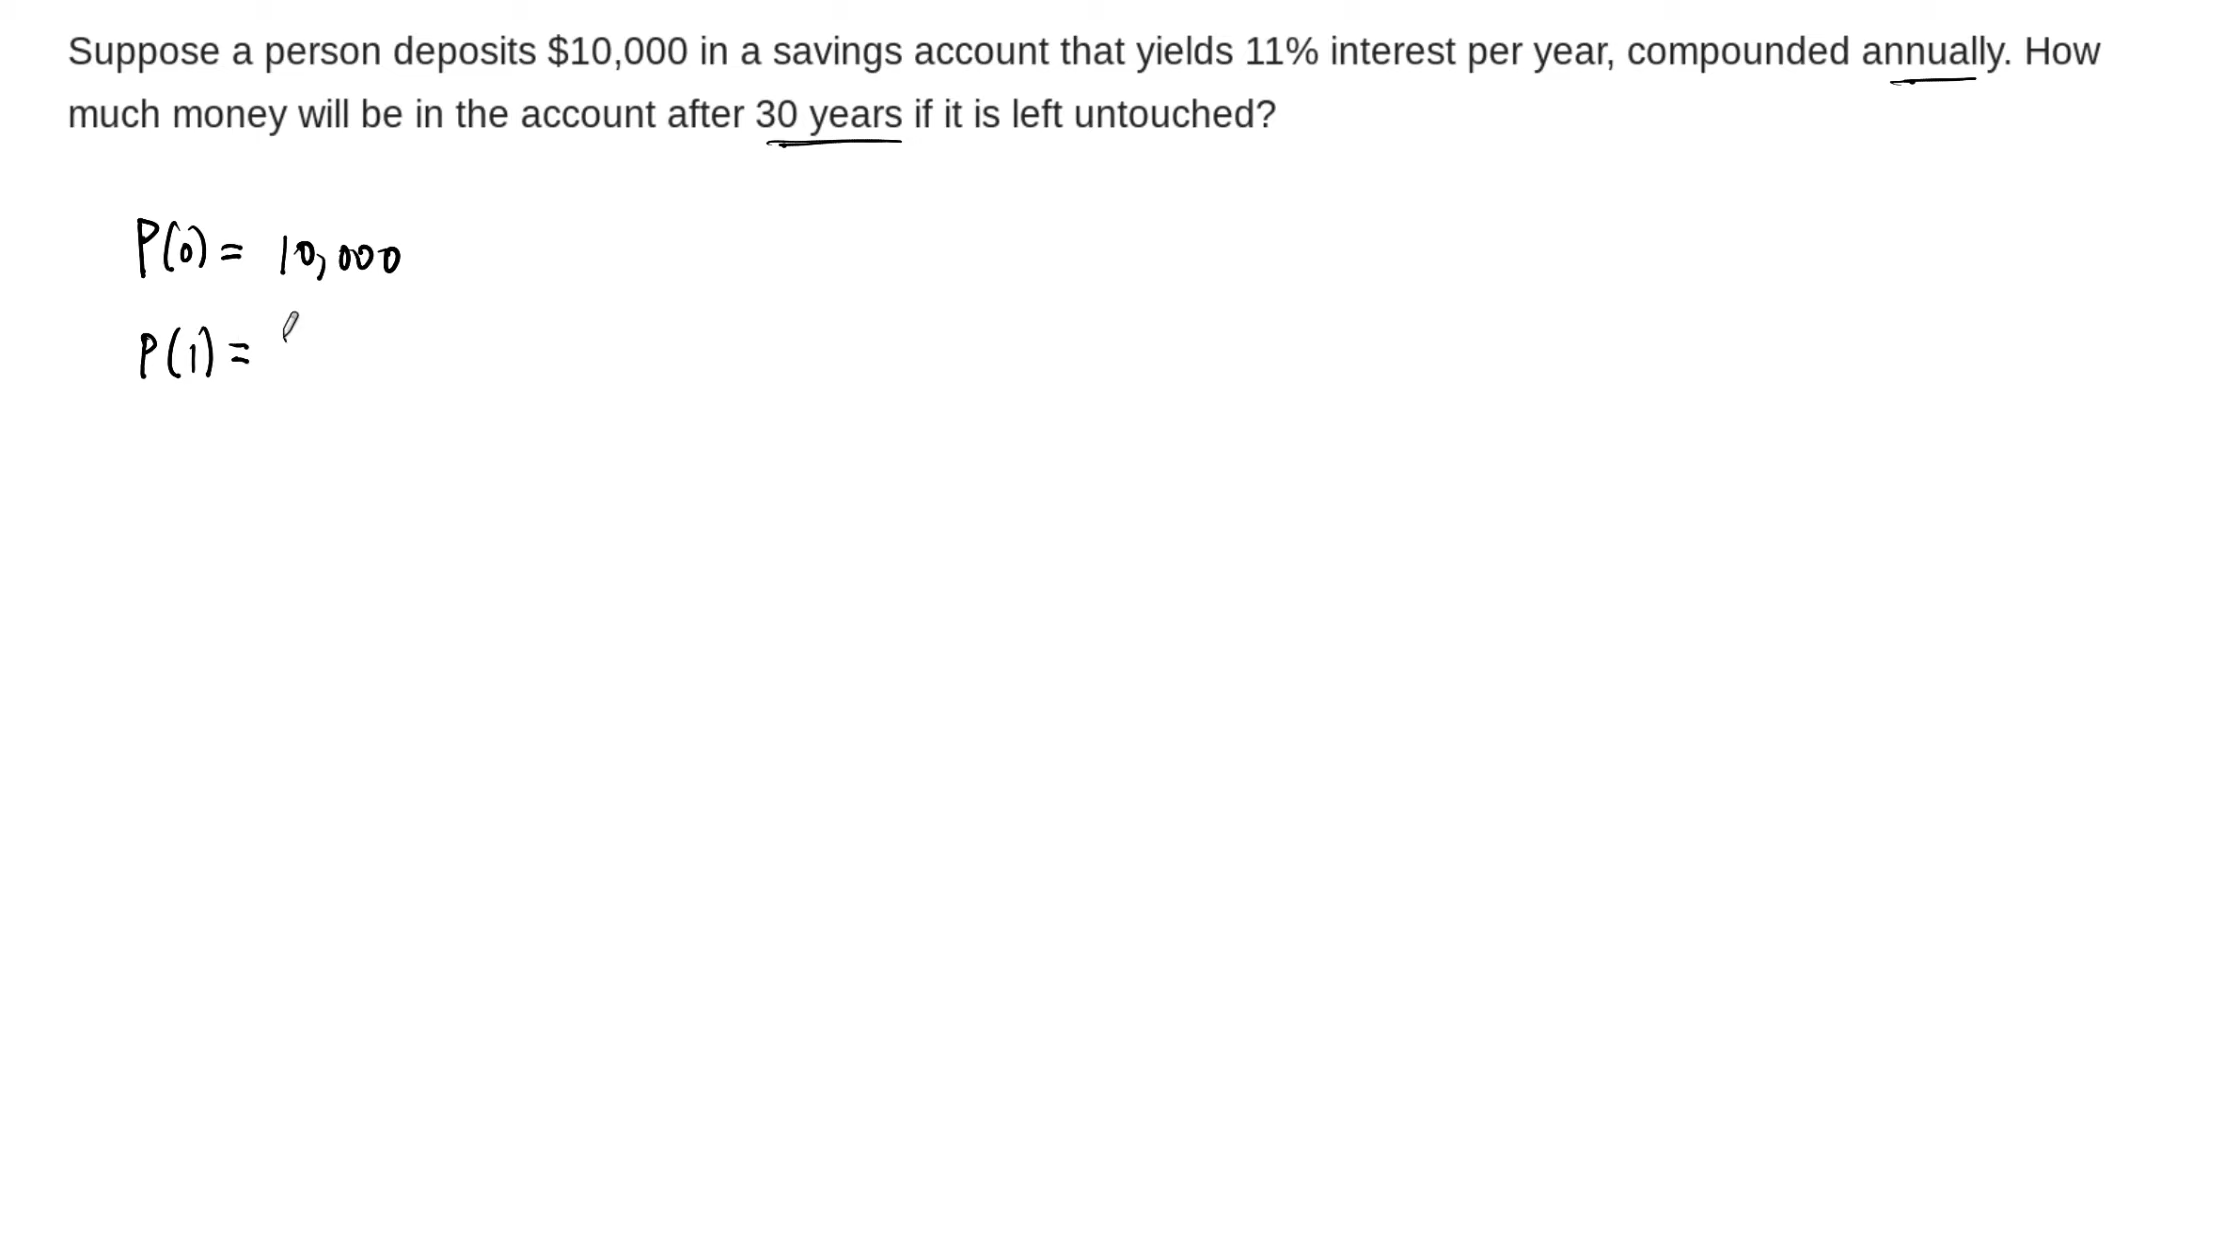 Suppose a person deposits $10,000 in a savings account that yields 11% interest per year, compounded annually. How
much money will be in the account after 30 years if it is left untouched?
P(0) = 10,000
P(1) =